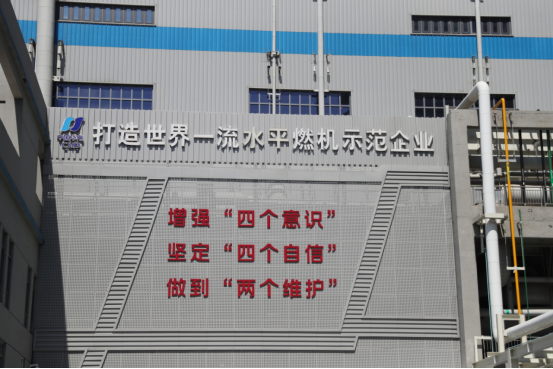 打造世界一流水平燃机示范企业
增强“四个意识”
坚定“四个自信”
做到“两个维护”